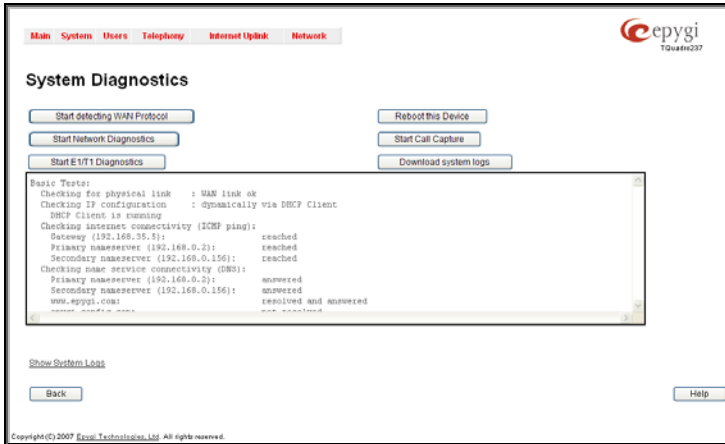 Main System Users Telephony Internet Uplink Network
epygi
TQuadro237
System Diagnostics
Start detecting WAN Protocol Reboot this Device
Start Network Diagnostics Start Call Capture
Start E1/T1 Diagnostics Download system logs
Basic Tests:
Checking for physical link : WAN link ok
Checking IP configuration : dynamically via DHCP Client
DHCP Client is running
Checking internet connectivity (ICMP ping):
Gateway (192.168.35.5): reached
Primary nameserver (192.168.0.2): reached
Secondary nameserver (192.168.0.156): reached
Checking name service connectivity (DNS):
Primary nameserver (192.168.0.2): answered
Secondary nameserver (192.168.0.156): answered
www.epygi.com: resolved and answered
Show System Logs
Back Help
Copyright (C) 2007 Epygi Technologies, Ltd. All rights reserved.